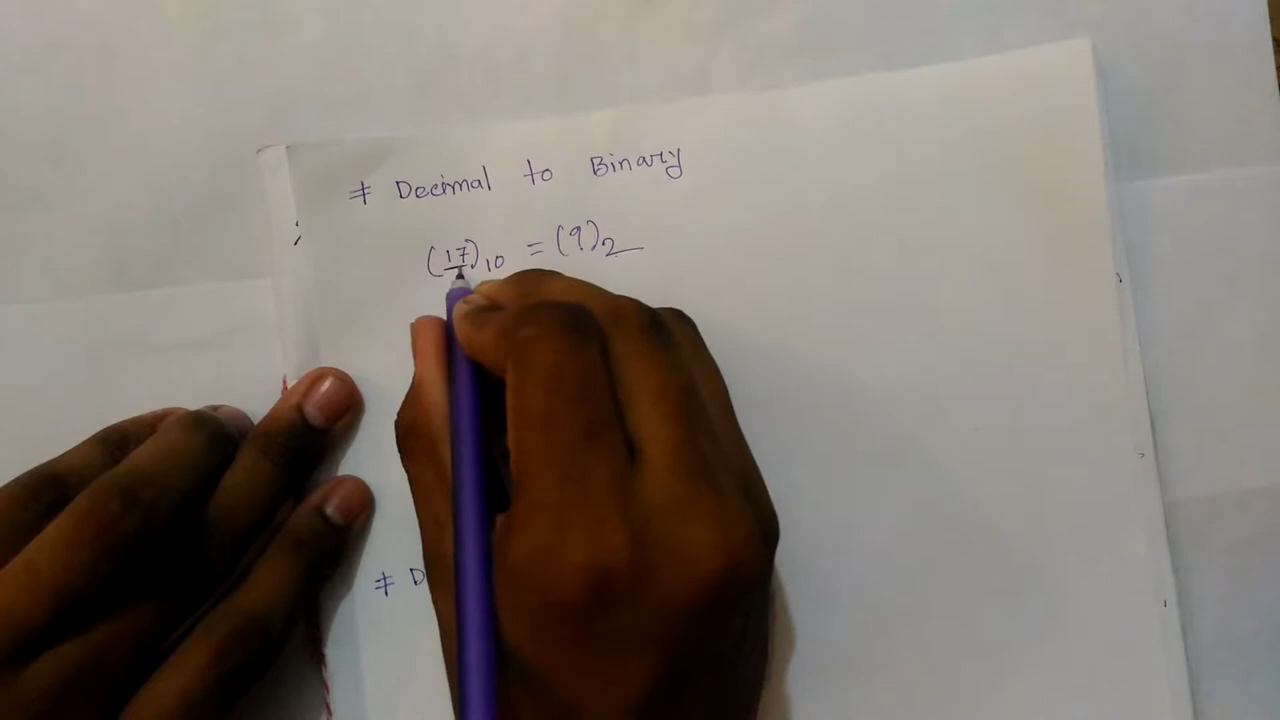 # Decimal to Binary
(17)10 = (?)2
# D